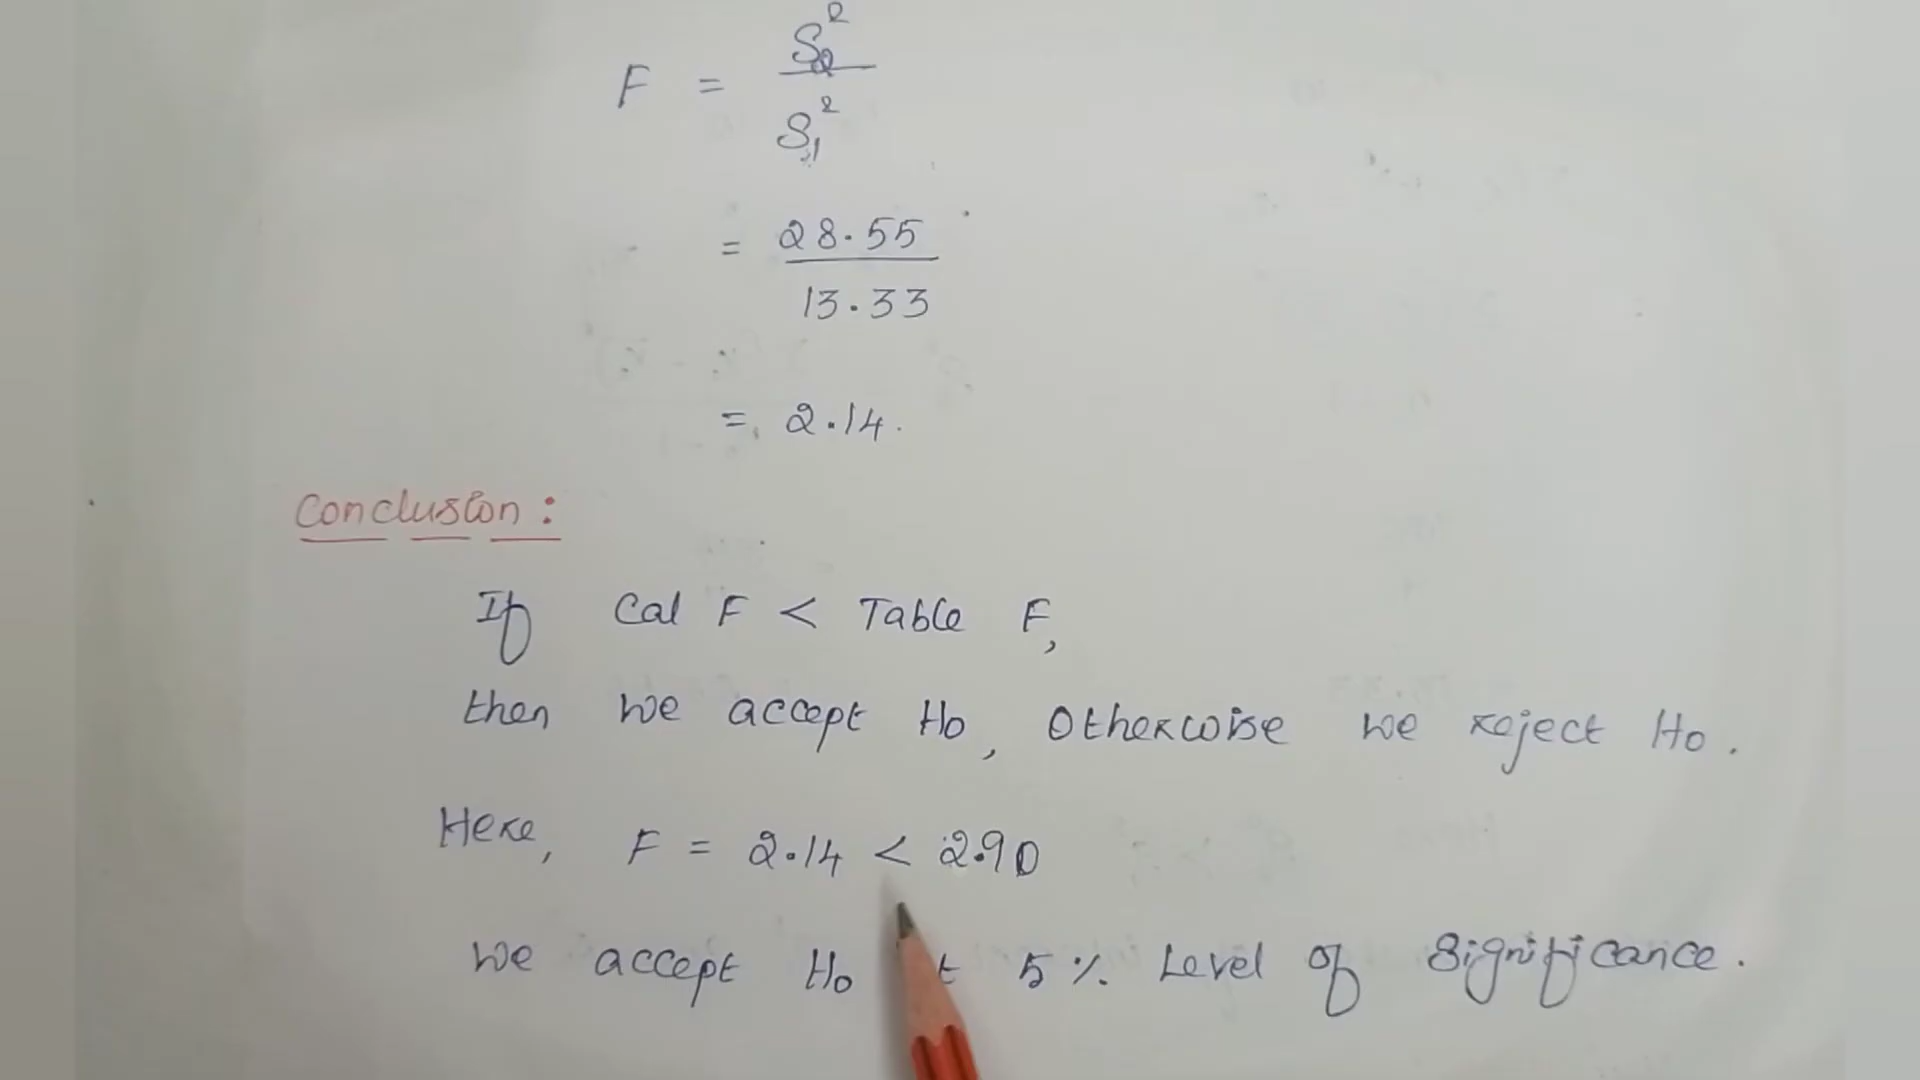 F = S₂² / S₁²
= 28.55 / 13.33
= 2.14.
Conclusion:
If Cal F < Table F,
then we accept Ho, Otherwise we reject Ho.
Here, F = 2.14 < 2.90
We accept Ho t 5% Level of Significance.